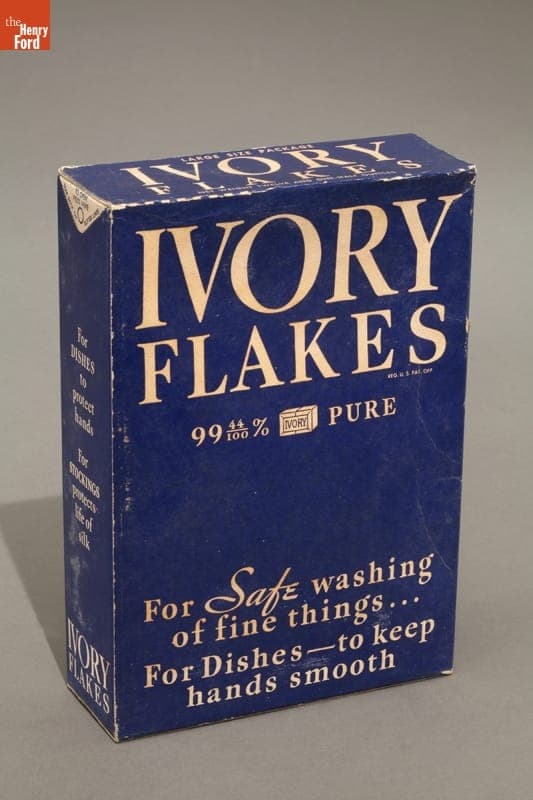 the
Henry
Ford
LARGE SIZE PACKAGE
IVORY
FLAKES
IVORY
FLAKES
REG. U.S. PAT. OFF.
99 44/100 % IVORY PURE
For Safe washing
of fine things...
For Dishes—to keep
hands smooth
For
DISHES
to
protect
hands
For
STOCKINGS
protects
life of
silk
IVORY
FLAKES